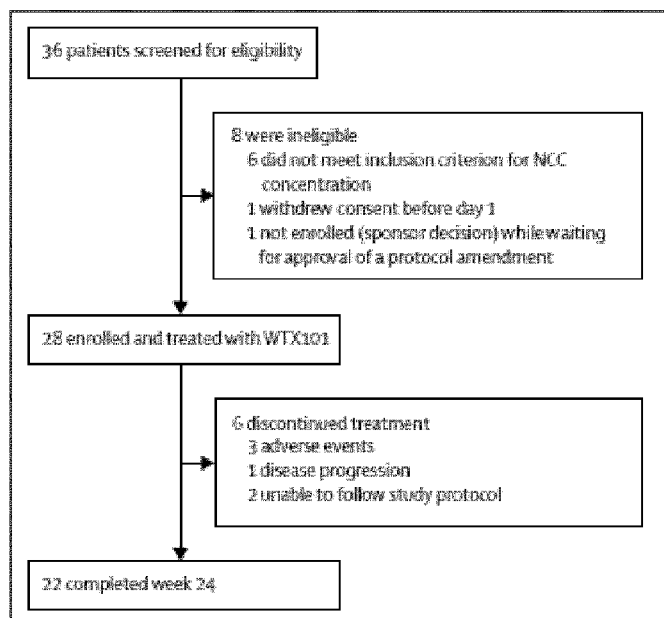 36 patients screened for eligibility
8 were ineligible
6 did not meet inclusion criterion for NCC
concentration
1 withdrew consent before day 1
1 not enrolled (sponsor decision) while waiting
for approval of a protocol amendment
28 enrolled and treated with WTX101
6 discontinued treatment
3 adverse events
1 disease progression
2 unable to follow study protocol
22 completed week 24